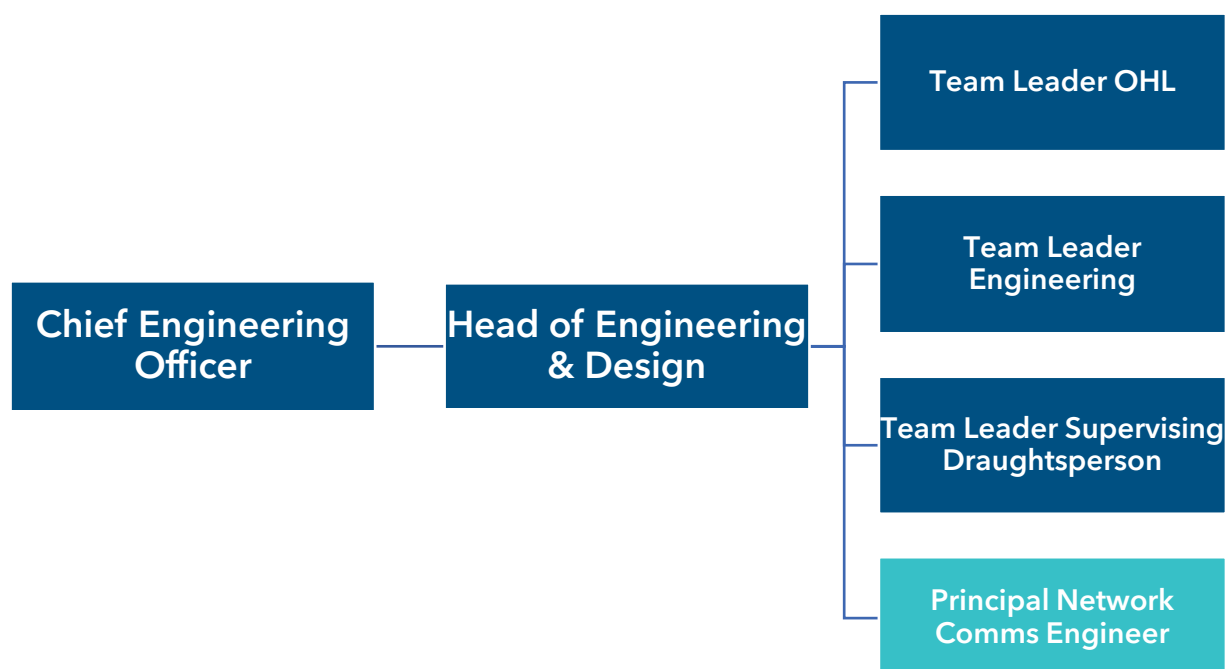 Team Leader OHL
Team Leader
Engineering
Chief Engineering
Officer
Head of Engineering
& Design
Team Leader Supervising
Draughtsperson
Principal Network
Comms Engineer